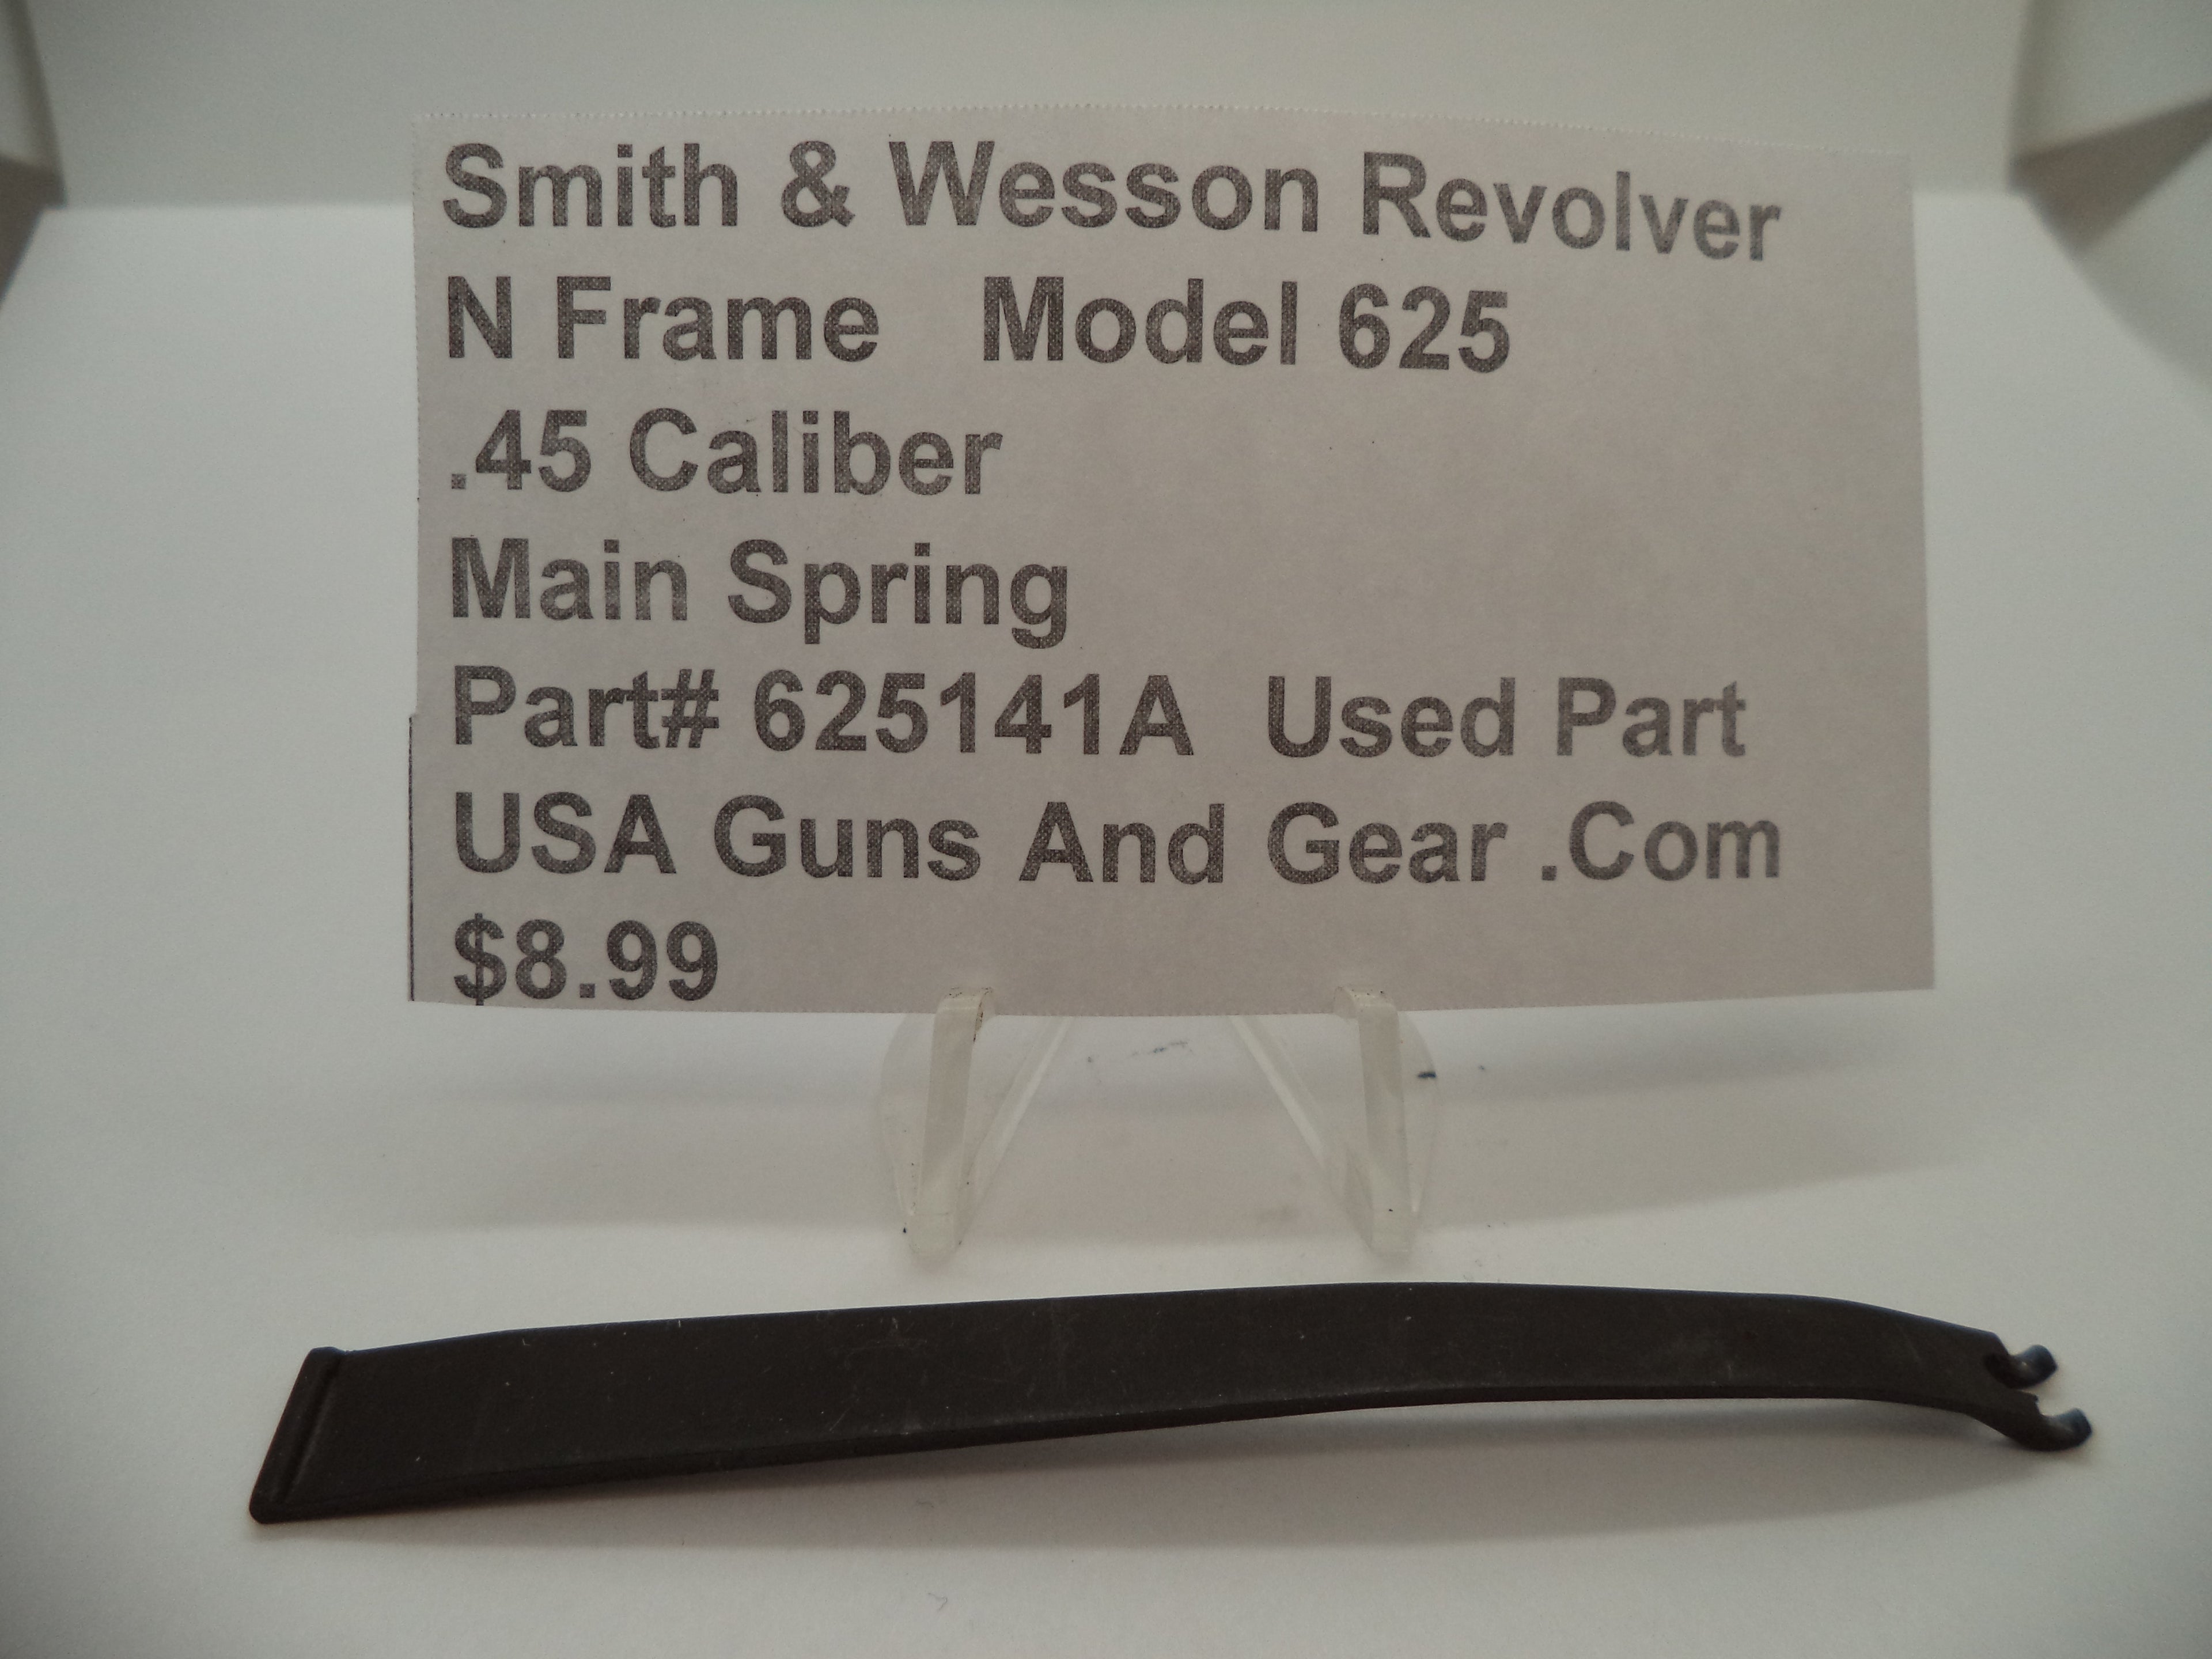 Smith & Wesson Revolver
N Frame Model 625
.45 Caliber
Main Spring
Part# 625141A Used Part
USA Guns And Gear .Com
$8.99